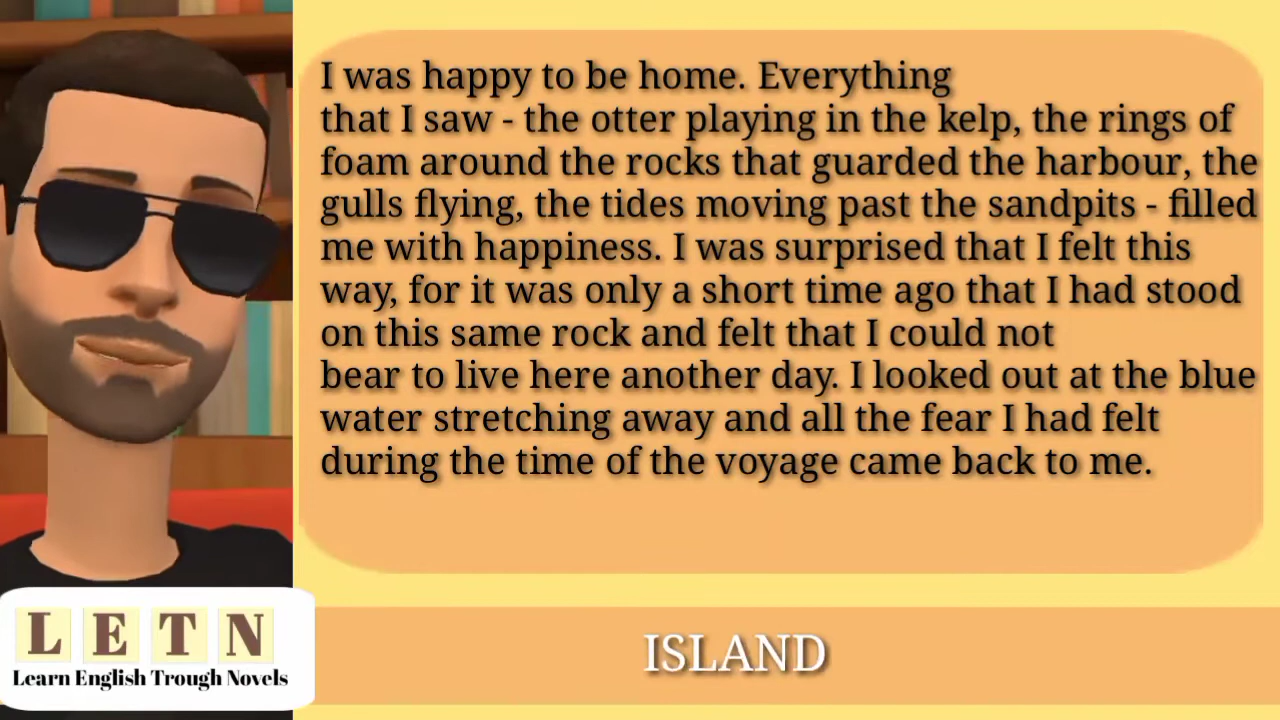 I was happy to be home. Everything
that I saw - the otter playing in the kelp, the rings of
foam around the rocks that guarded the harbour, the
gulls flying, the tides moving past the sandpits - filled
me with happiness. I was surprised that I felt this
way, for it was only a short time ago that I had stood
on this same rock and felt that I could not
bear to live here another day. I looked out at the blue
water stretching away and all the fear I had felt
during the time of the voyage came back to me.
LETN
Learn English Trough Novels
ISLAND